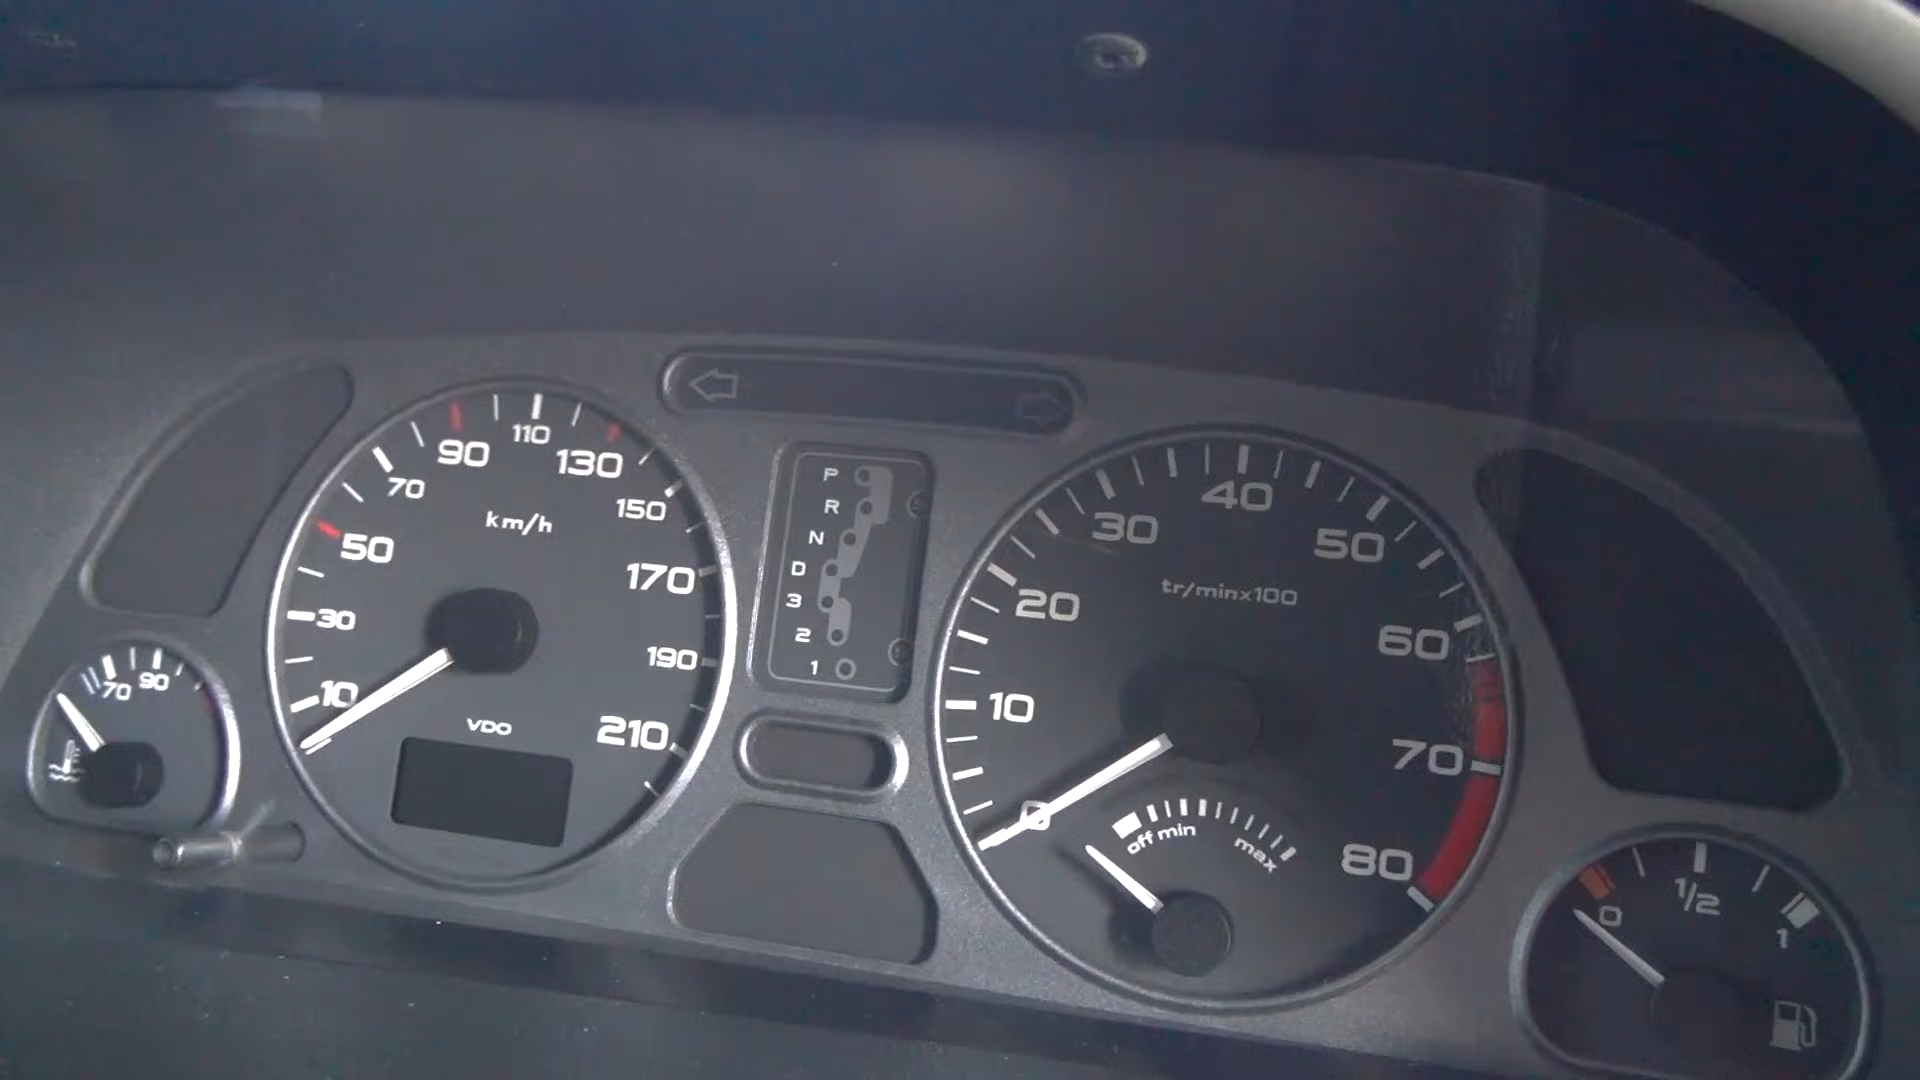 70 90
10 30 50 70 90 110 130 150 170 190 210
km/h
VDO
P
R
N
D
3
2
1
0 10 20 30 40 50 60 70 80
tr/minx100
off min max
0 1/2 1